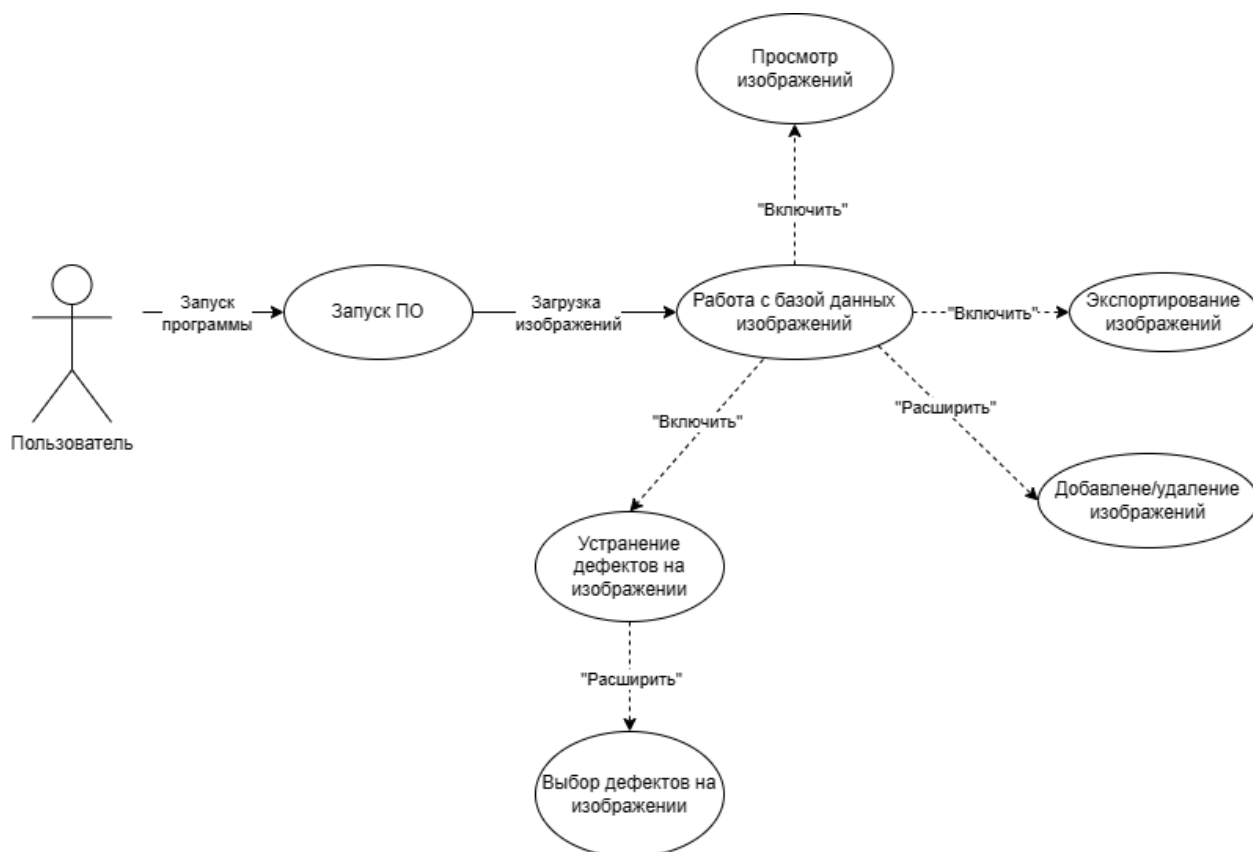 Просмотр
изображений
"Включить"
Запуск
программы
Запуск ПО
Загрузка
изображений
Работа с базой данных
изображений
"Включить"
Экспортирование
изображений
Пользователь
"Включить"
"Расширить"
Добавлене/удаление
изображений
Устранение
дефектов на
изображении
"Расширить"
Выбор дефектов на
изображении